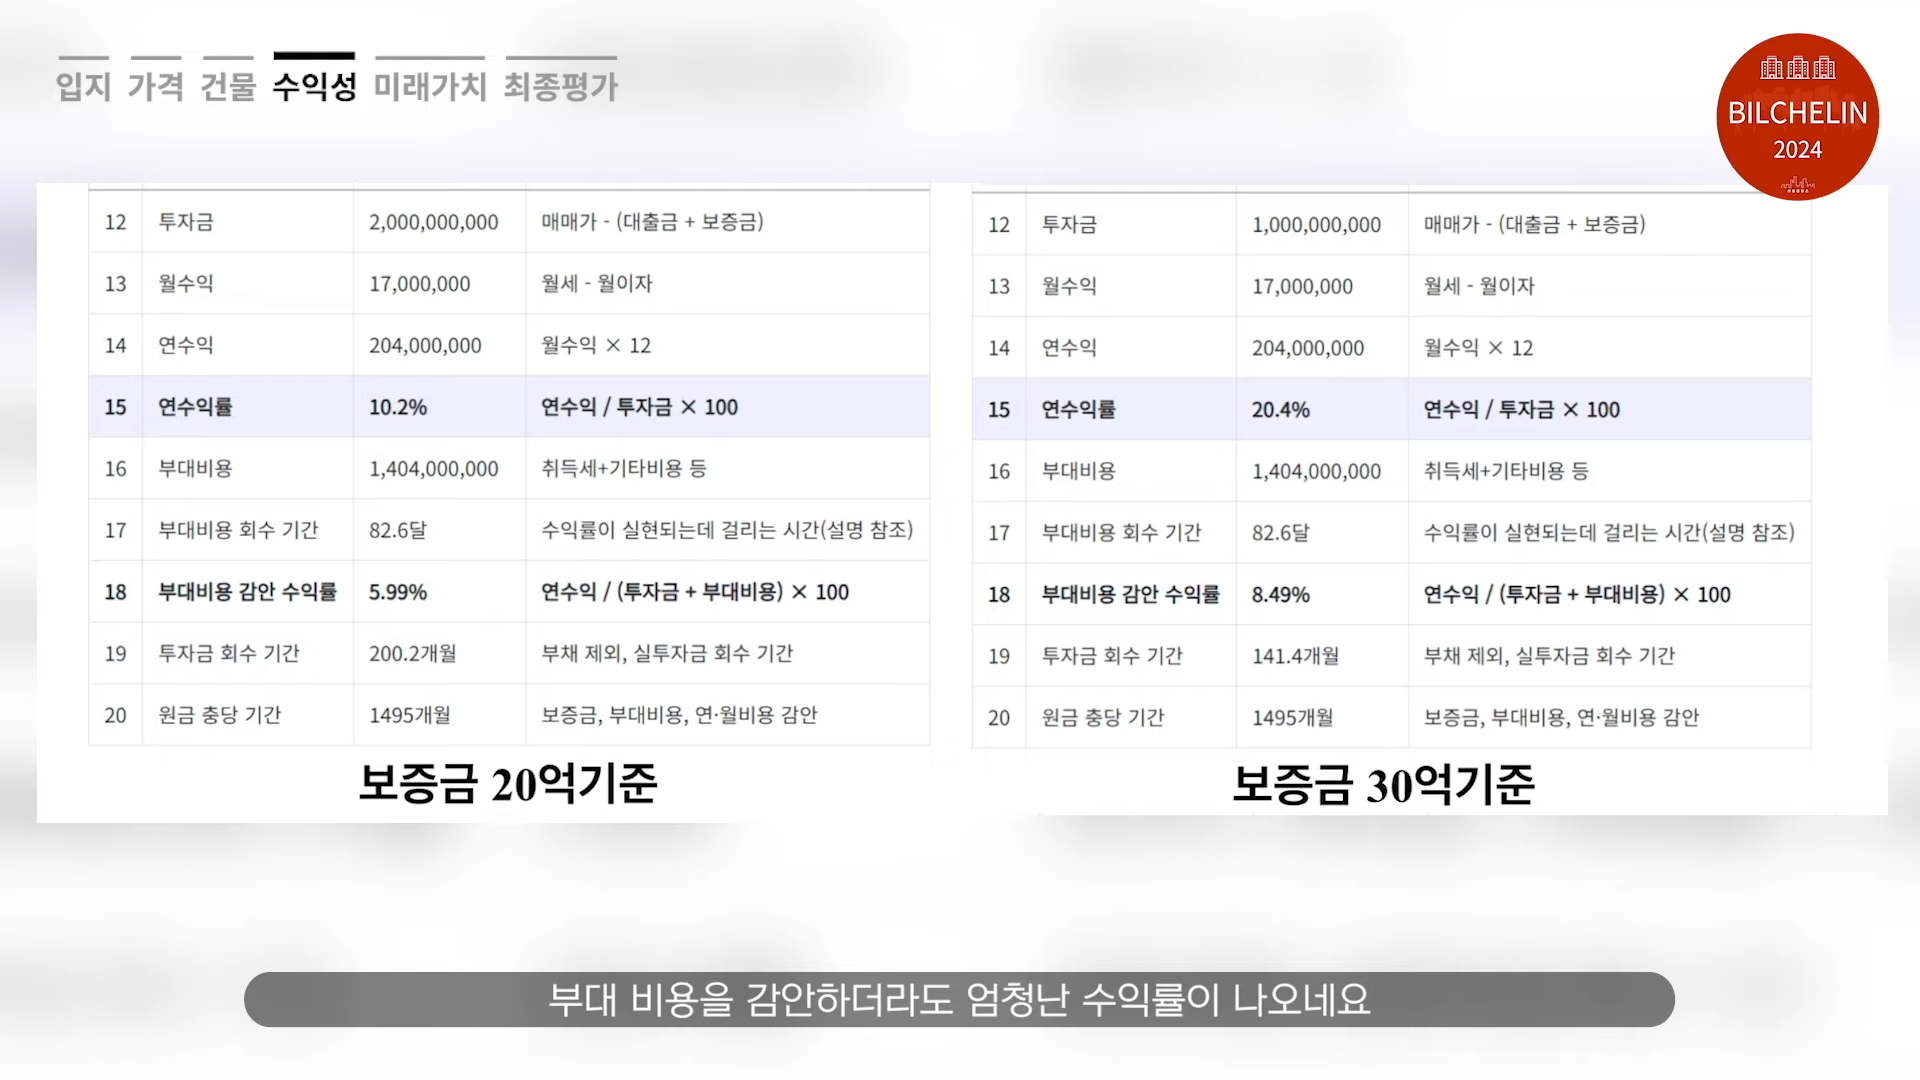 입지 가격 건물 수익성 미래가치 최종평가
BILCHELIN
2024
12 투자금 2,000,000,000 매매가 - (대출금 + 보증금)
13 월수익 17,000,000 월세 - 월이자
14 연수익 204,000,000 월수익 × 12
15 연수익률 10.2% 연수익 / 투자금 × 100
16 부대비용 1,404,000,000 취득세+기타비용 등
17 부대비용 회수 기간 82.6달 수익률이 실현되는데 걸리는 시간(설명 참조)
18 부대비용 감안 수익률 5.99% 연수익 / (투자금 + 부대비용) × 100
19 투자금 회수 기간 200.2개월 부채 제외, 실투자금 회수 기간
20 원금 충당 기간 1495개월 보증금, 부대비용, 연·월비용 감안
보증금 20억기준
12 투자금 1,000,000,000 매매가 - (대출금 + 보증금)
13 월수익 17,000,000 월세 - 월이자
14 연수익 204,000,000 월수익 × 12
15 연수익률 20.4% 연수익 / 투자금 × 100
16 부대비용 1,404,000,000 취득세+기타비용 등
17 부대비용 회수 기간 82.6달 수익률이 실현되는데 걸리는 시간(설명 참조)
18 부대비용 감안 수익률 8.49% 연수익 / (투자금 + 부대비용) × 100
19 투자금 회수 기간 141.4개월 부채 제외, 실투자금 회수 기간
20 원금 충당 기간 1495개월 보증금, 부대비용, 연·월비용 감안
보증금 30억기준
부대 비용을 감안하더라도 엄청난 수익률이 나오네요